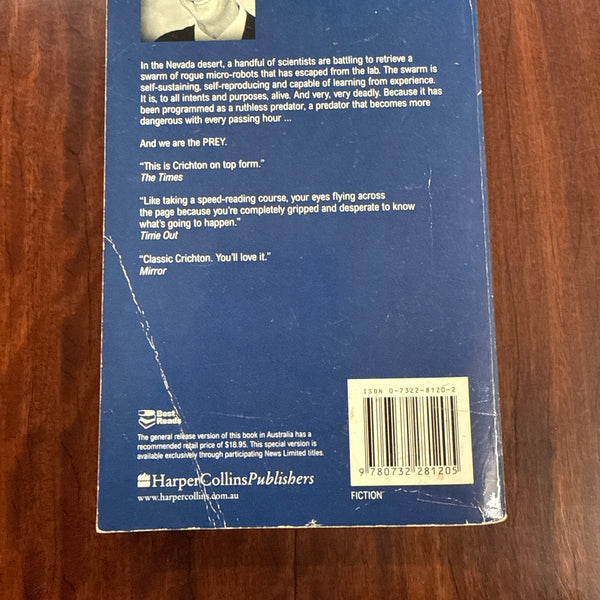 In the Nevada desert, a handful of scientists are battling to retrieve a
swarm of rogue micro-robots that has escaped from the lab. The swarm is
self-sustaining, self-reproducing and capable of learning from experience.
It is, to all intents and purposes, alive. And very, very deadly. Because it has
been programmed as a ruthless predator, a predator that becomes more
dangerous with every passing hour ...
And we are the PREY.
“This is Crichton on top form.”
The Times
“Like taking a speed-reading course, your eyes flying across
the page because you're completely gripped and desperate to know
what's going to happen.”
Time Out
“Classic Crichton. You'll love it.”
Mirror
Best
Reads
The general release version of this book in Australia has a
recommended retail price of $18.95. This special version is
available exclusively through participating News Limited titles.
HarperCollinsPublishers
www.harpercollins.com.au
ISBN 0-7322-8120-2
9 780732 281205
FICTION